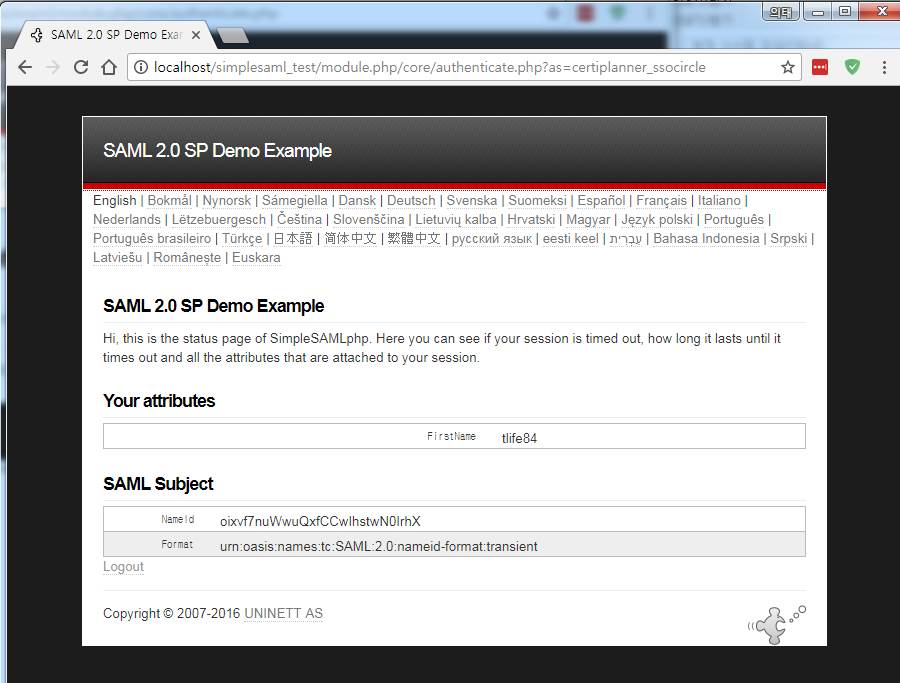 의터
SAML 2.0 SP Demo Exa
localhost/simplesaml_test/module.php/core/authenticate.php?as=certiplanner_ssocircle
SAML 2.0 SP Demo Example
English | Bokmål | Nynorsk | Sámegiella | Dansk | Deutsch | Svenska | Suomeksi | Español | Français | Italiano |
Nederlands | Lëtzebuergesch | Čeština | Slovenščina | Lietuvių kalba | Hrvatski | Magyar | Język polski | Português |
Português brasileiro | Türkçe | 日本語 | 简体中文 | 繁體中文 | русский язык | eesti keel | עִבְרִית | Bahasa Indonesia | Srpski |
Latviešu | Românește | Euskara
SAML 2.0 SP Demo Example
Hi, this is the status page of SimpleSAMLphp. Here you can see if your session is timed out, how long it lasts until it
times out and all the attributes that are attached to your session.
Your attributes
FirstName tlife84
SAML Subject
NameId oixvf7nuWwuQxfCCwlhstwN0lrhX
Format urn:oasis:names:tc:SAML:2.0:nameid-format:transient
Logout
Copyright © 2007-2016 UNINETT AS